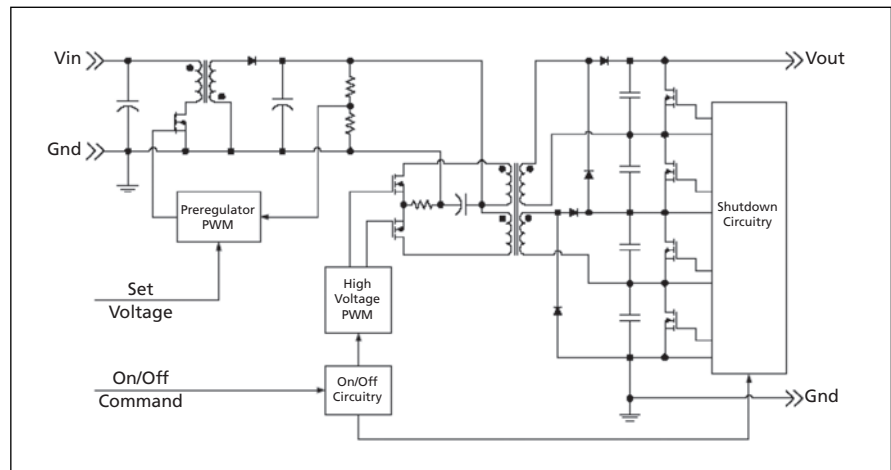 Vin
Vout
Gnd
Preregulator
PWM
Shutdown
Circuitry
Set
Voltage
High
Voltage
PWM
On/Off
Command
On/Off
Circuitry
Gnd